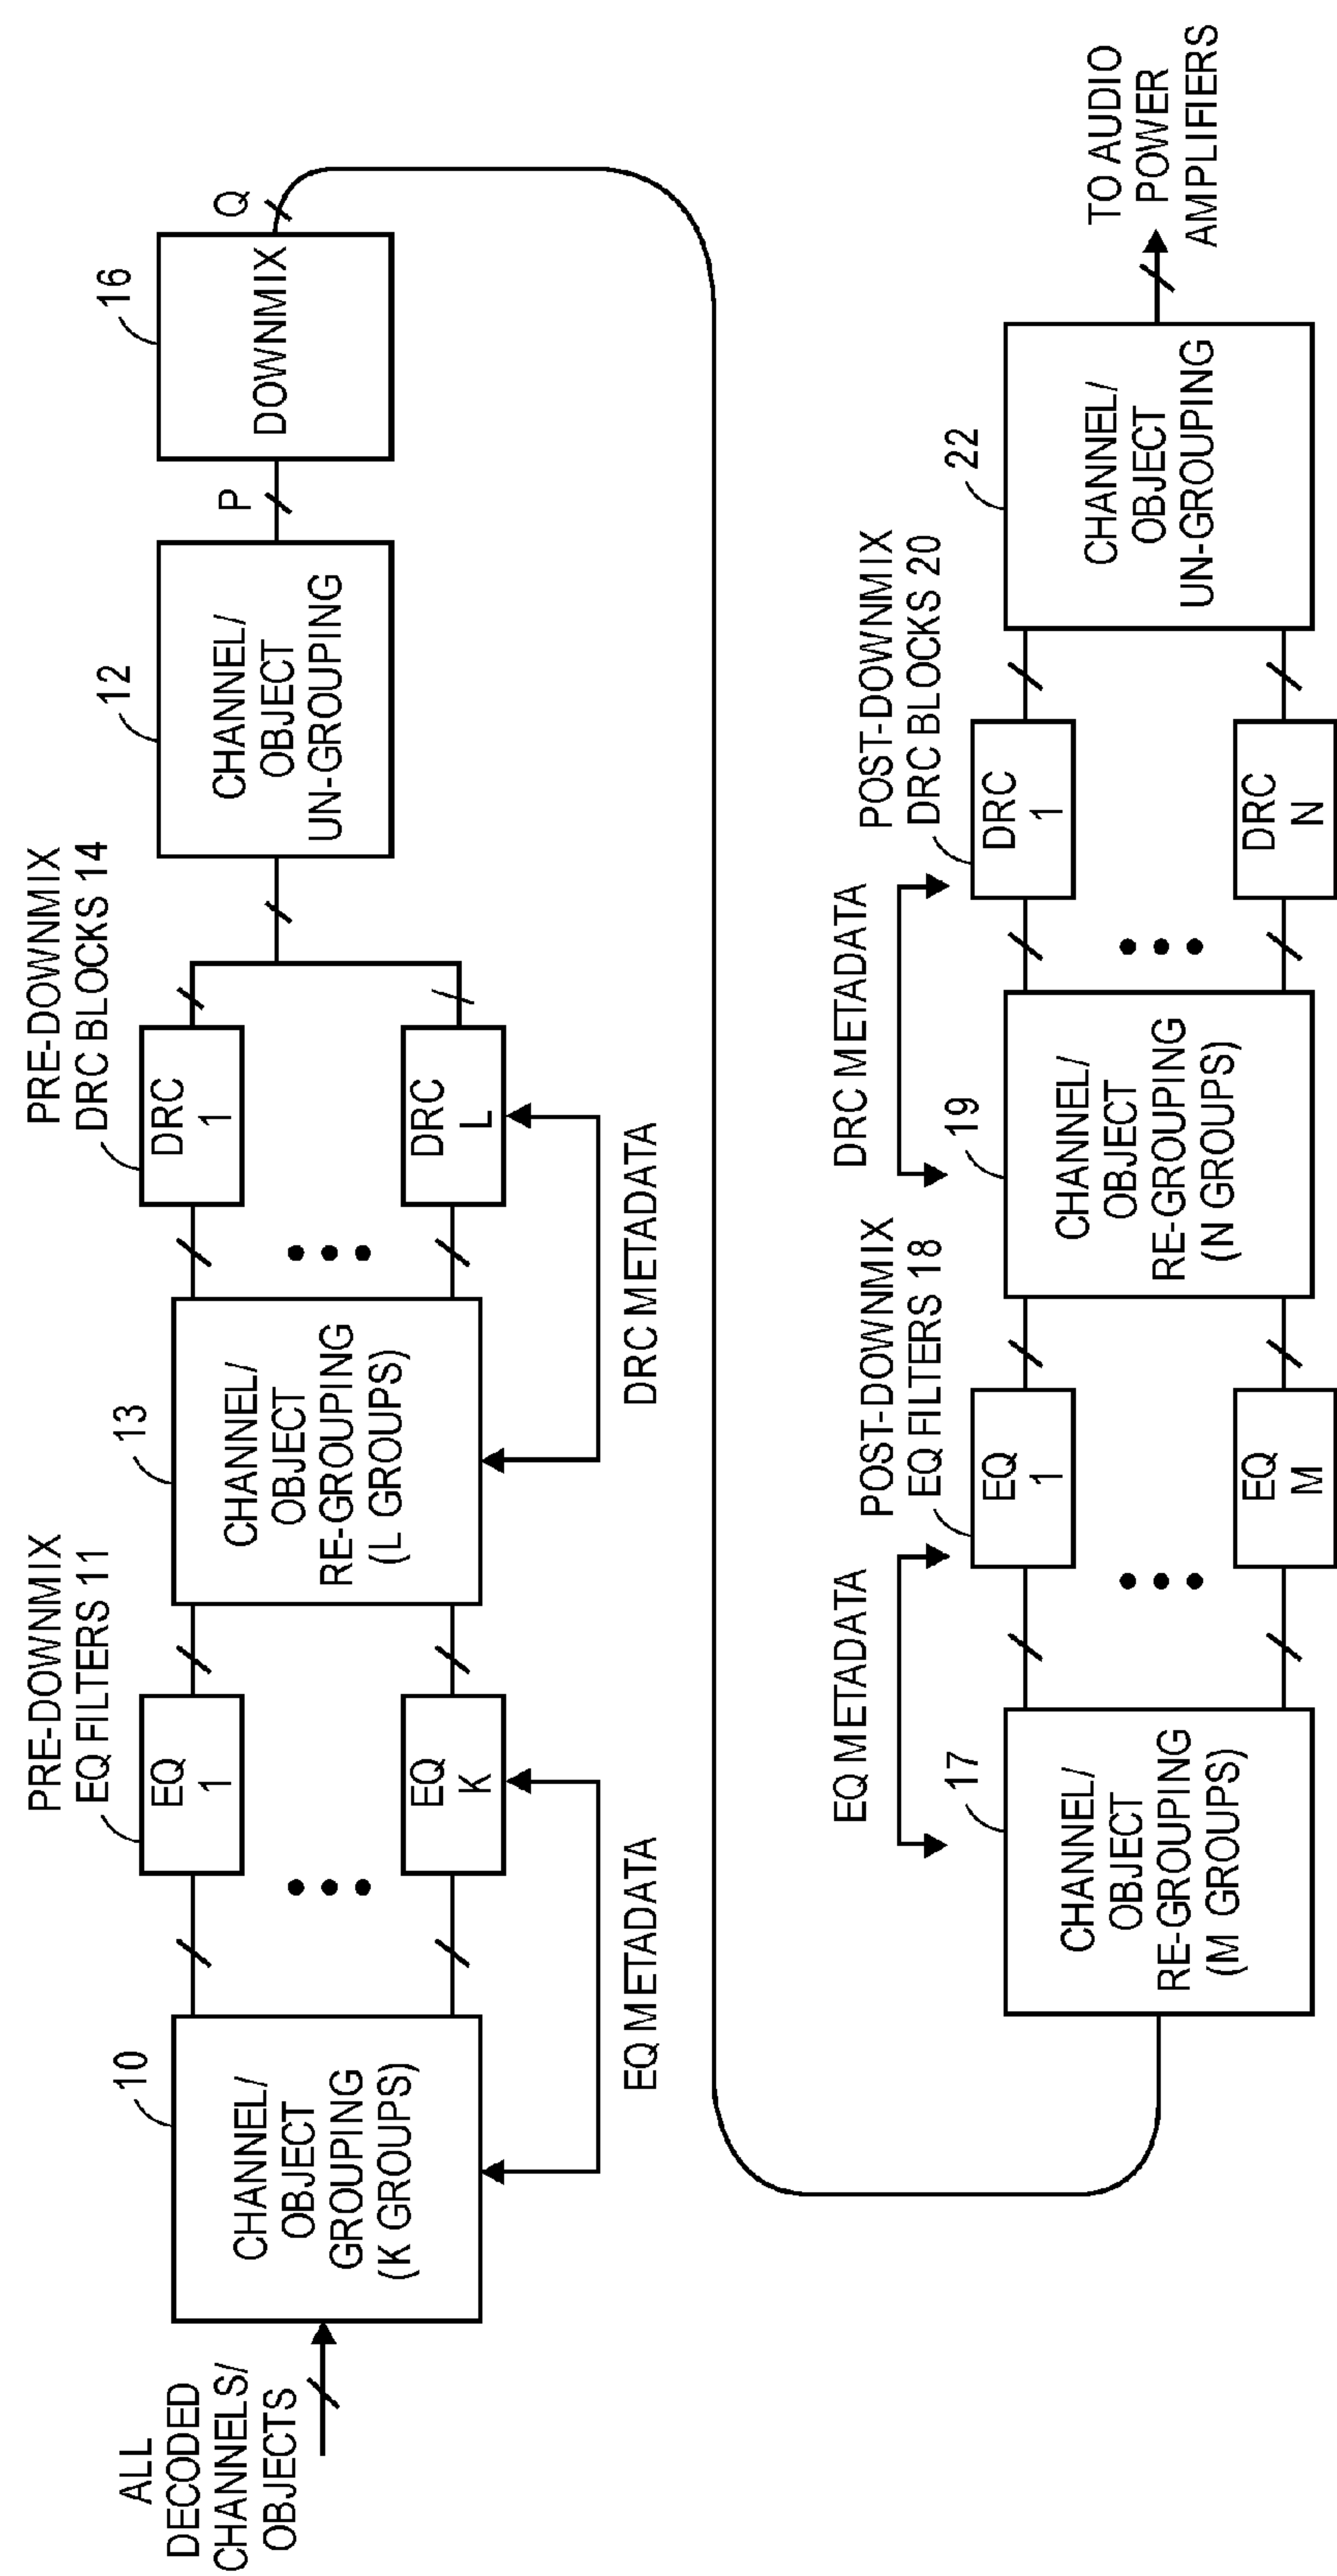 ALL
DECODED
CHANNELS/
OBJECTS
10
CHANNEL/
OBJECT
GROUPING
(K GROUPS)
EQ METADATA
PRE-DOWNMIX
EQ FILTERS 11
EQ
1
EQ
K
13
CHANNEL/
OBJECT
RE-GROUPING
(L GROUPS)
DRC METADATA
PRE-DOWNMIX
DRC BLOCKS 14
DRC
1
DRC
L
12
CHANNEL/
OBJECT
UN-GROUPING
P
16
DOWNMIX
Q
17
CHANNEL/
OBJECT
RE-GROUPING
(M GROUPS)
EQ METADATA
POST-DOWNMIX
EQ FILTERS 18
EQ
1
EQ
M
19
CHANNEL/
OBJECT
RE-GROUPING
(N GROUPS)
DRC METADATA
POST-DOWNMIX
DRC BLOCKS 20
DRC
1
DRC
N
22
CHANNEL/
OBJECT
UN-GROUPING
TO AUDIO
POWER
AMPLIFIERS